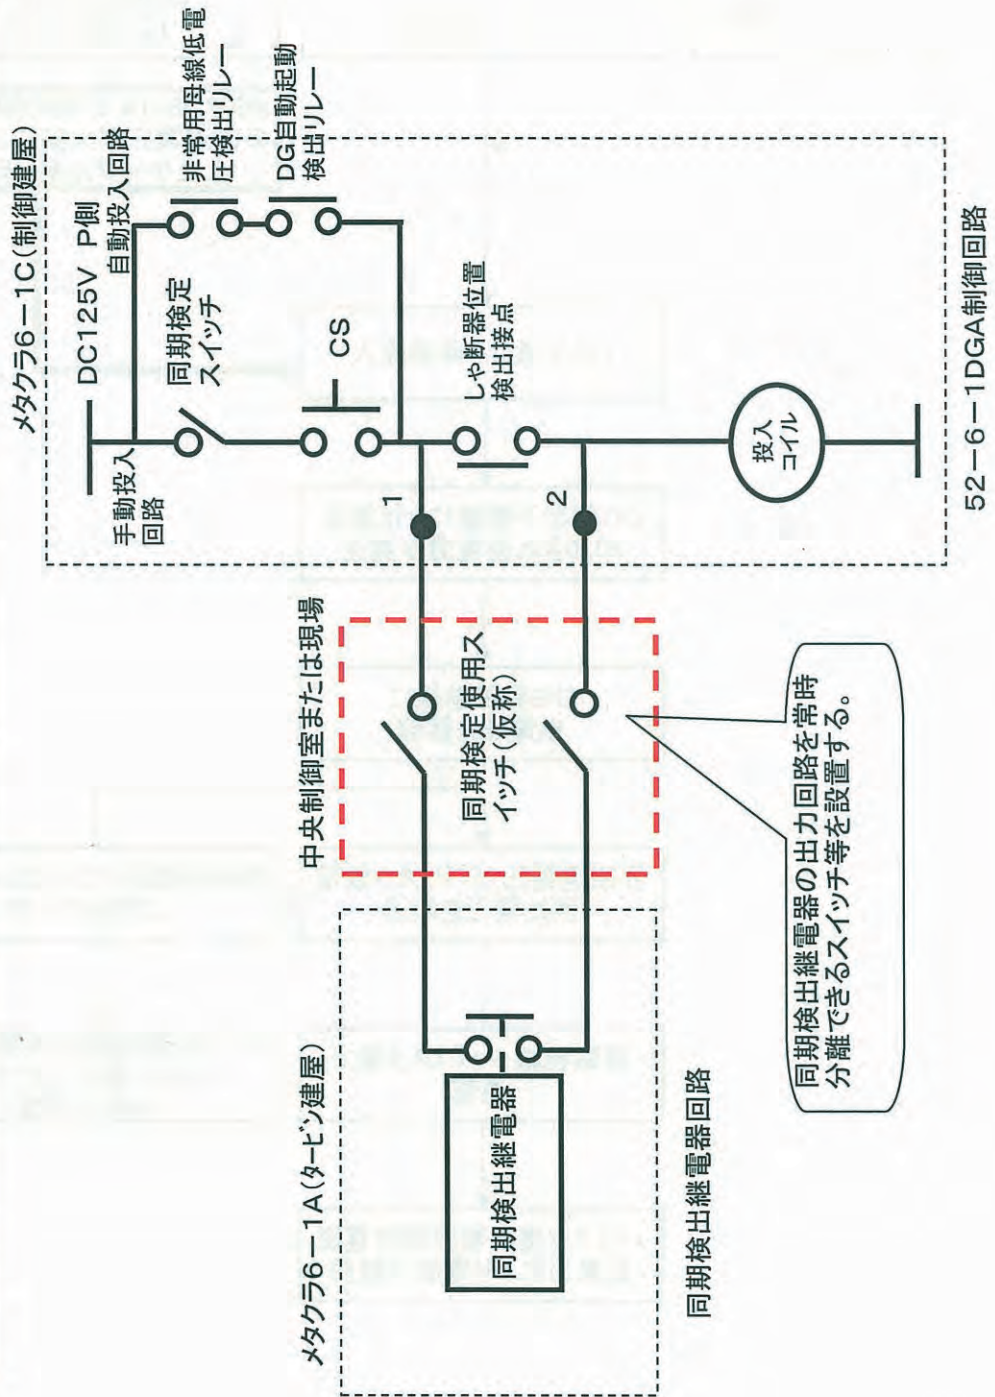 メタクラ6-1C(制御建屋)
DC125V P側
自動投入回路
非常用母線低電
圧検出リレー
DG自動起動
検出リレー
手動投入
回路
同期検定
スイッチ
CS
しゃ断器位置
検出接点
1
2
投入
コイル
52-6-1DGA制御回路
中央制御室または現場
同期検定使用ス
イッチ(仮称)
メタクラ6-1A(タービン建屋)
同期検出継電器
同期検出継電器回路
同期検出継電器の出力回路を常時
分離できるスイッチ等を設置する。